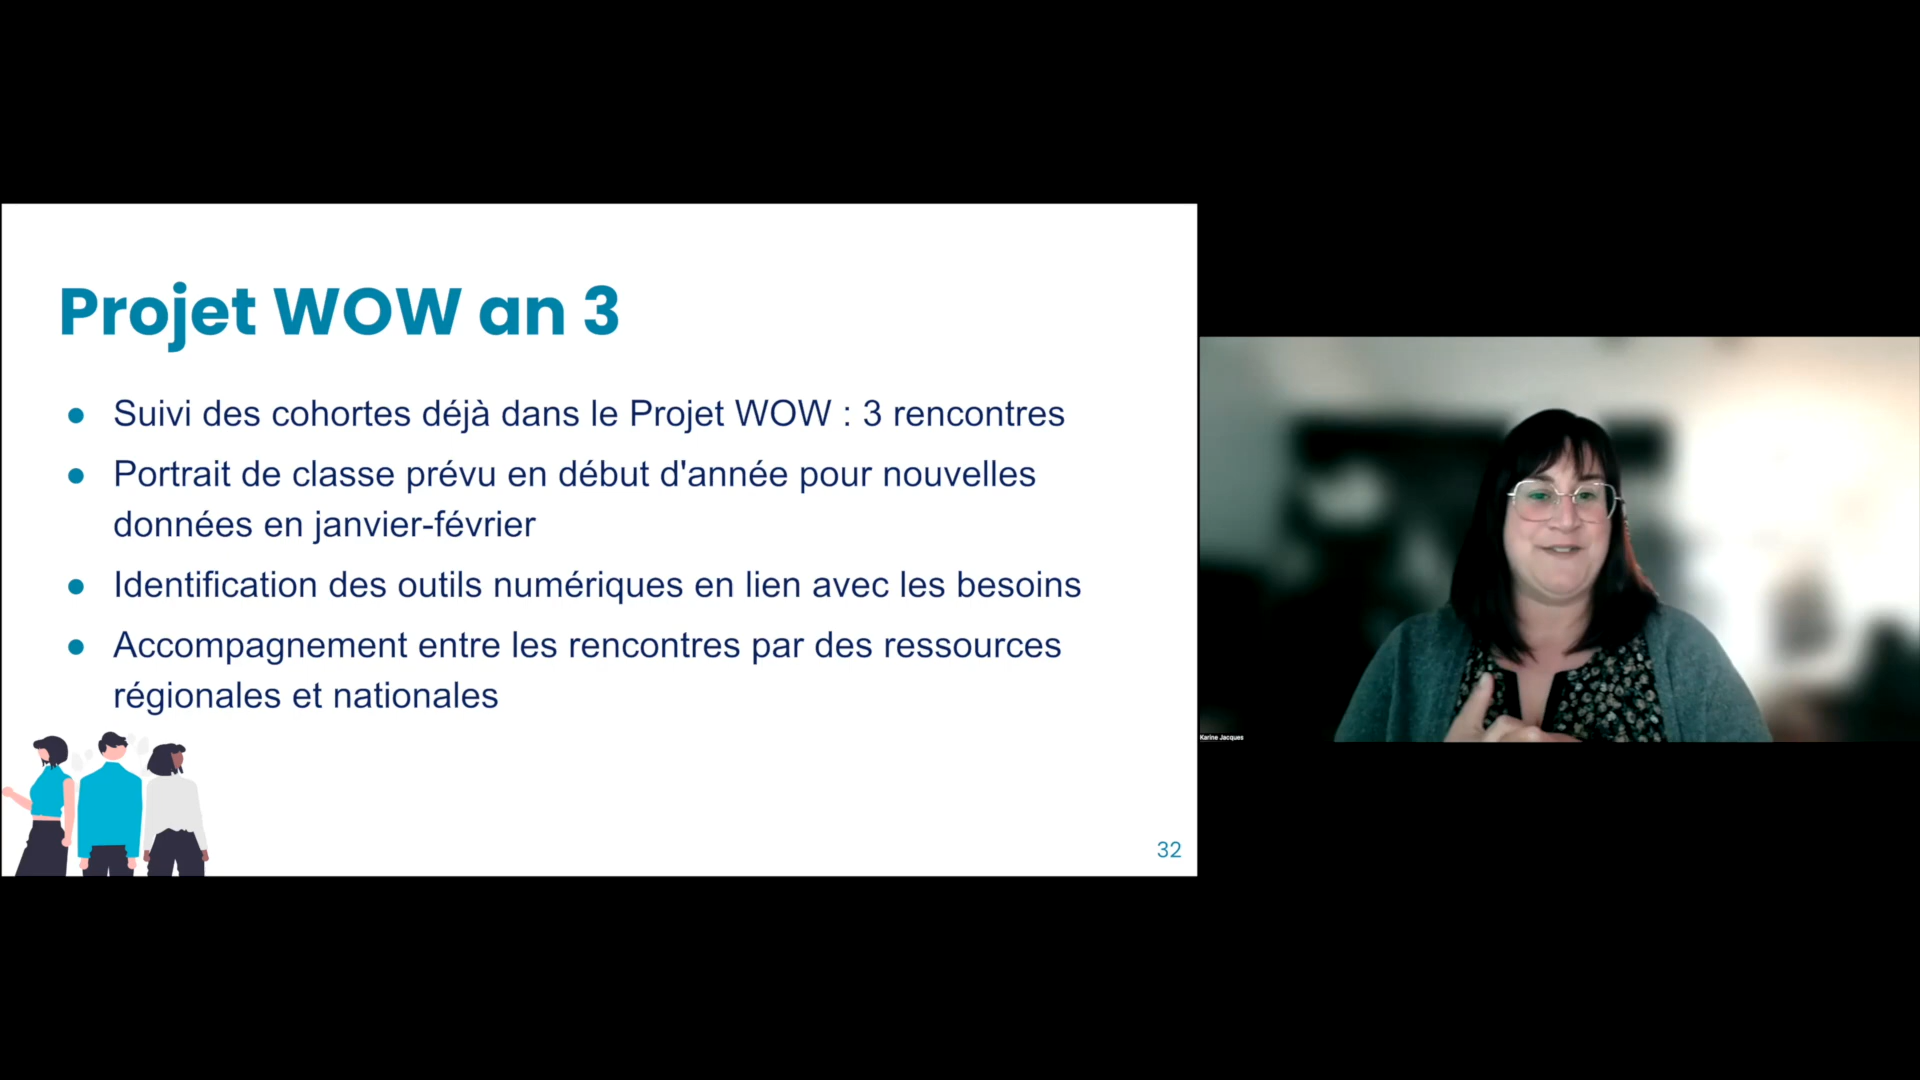 Projet WOW an 3
● Suivi des cohortes déjà dans le Projet WOW : 3 rencontres
● Portrait de classe prévu en début d'année pour nouvelles
données en janvier-février
● Identification des outils numériques en lien avec les besoins
● Accompagnement entre les rencontres par des ressources
régionales et nationales
32
Karine Jacques